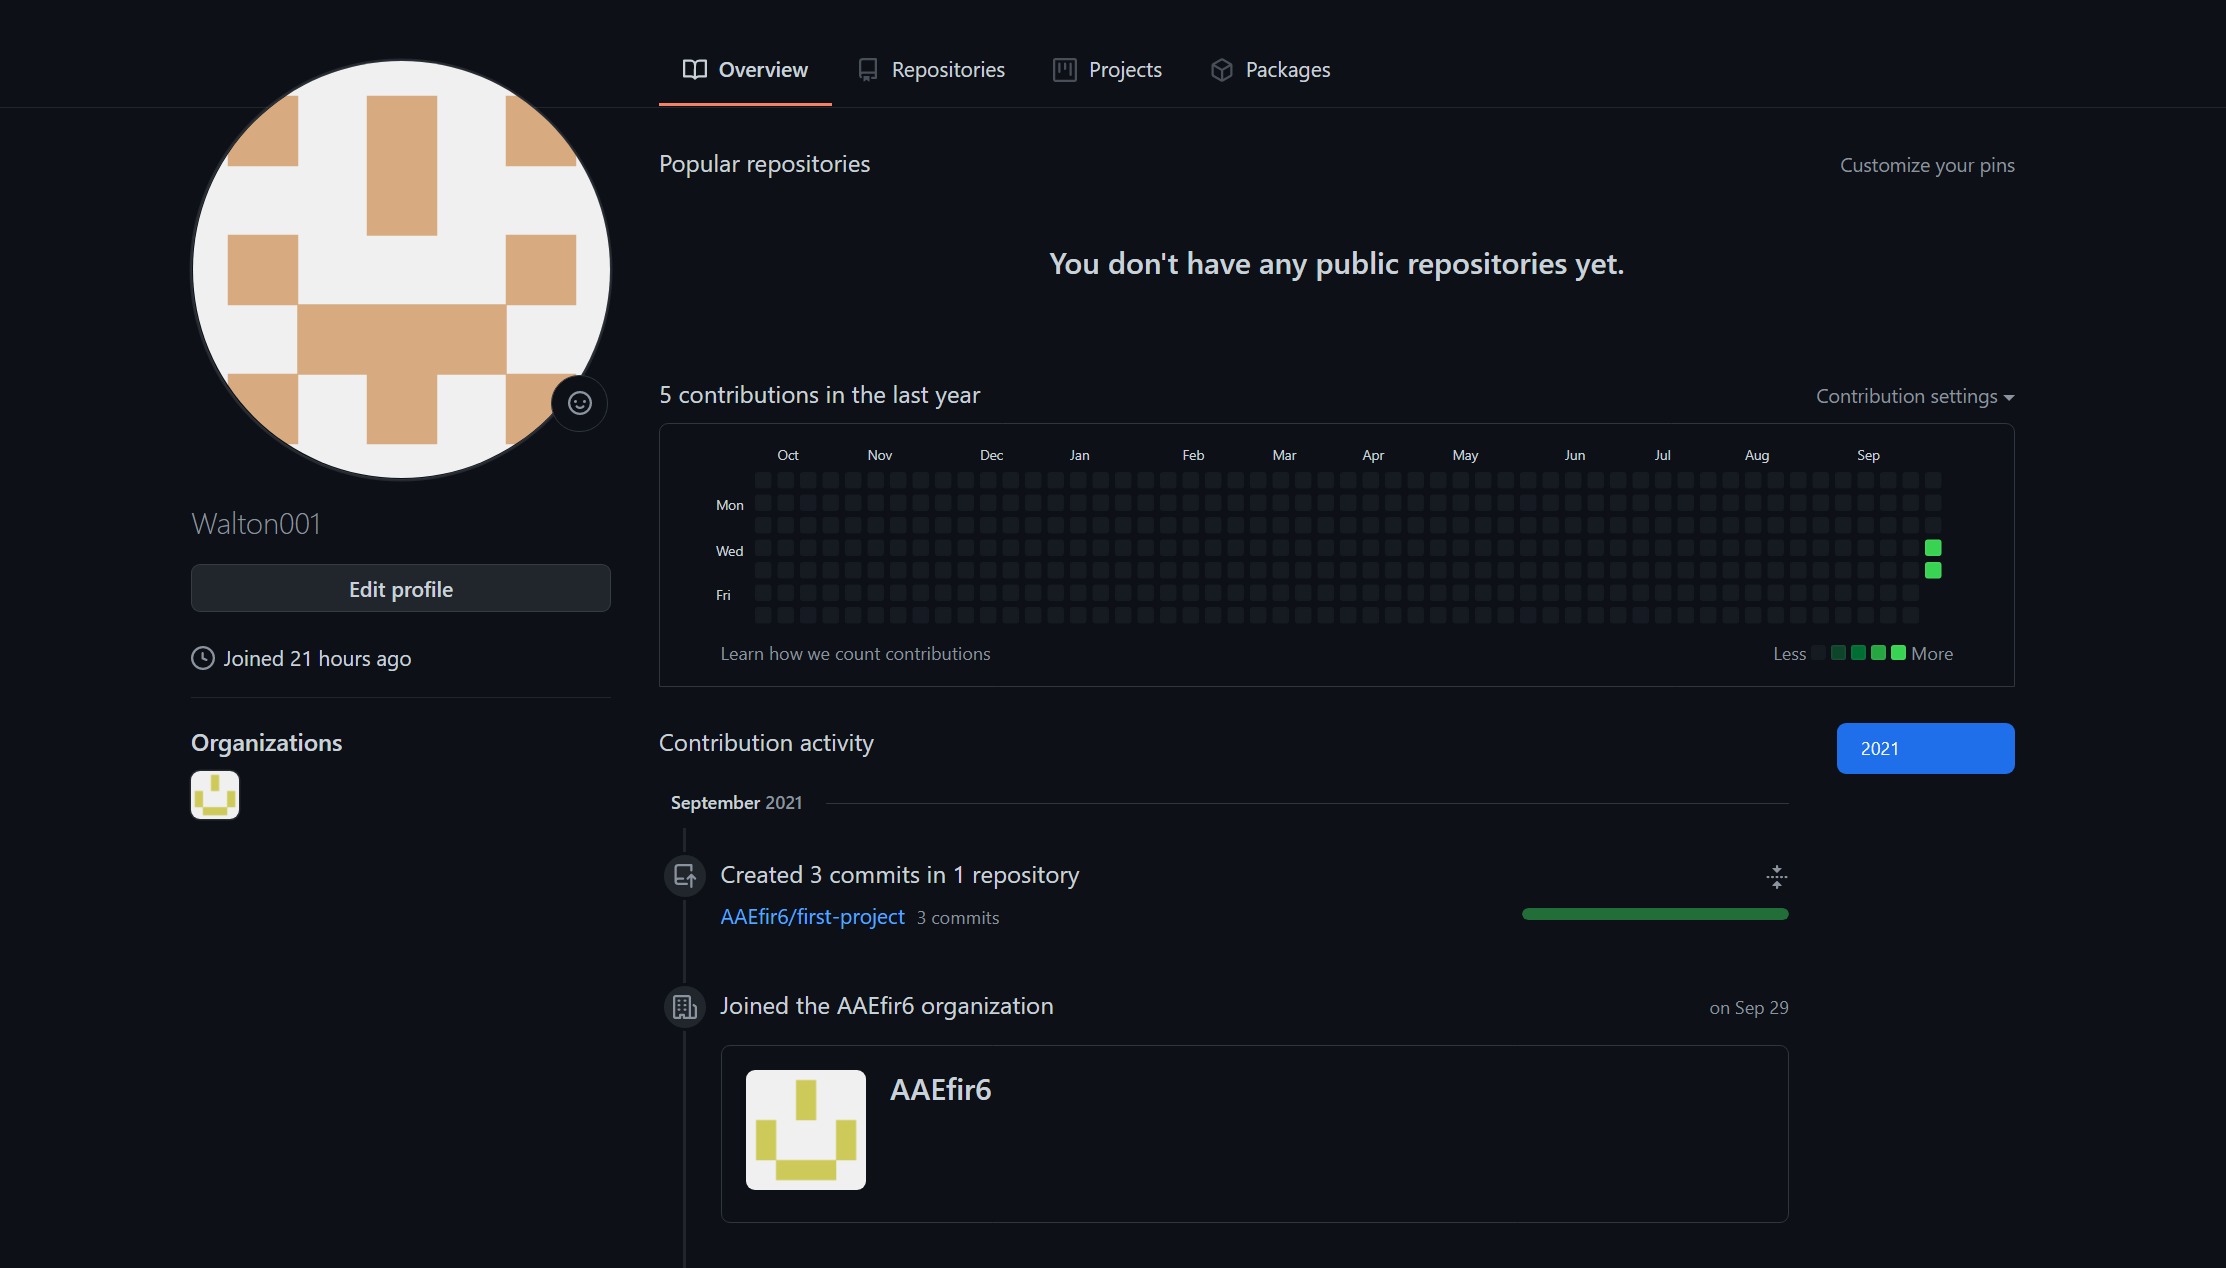 Overview Repositories Projects Packages
Walton001
Edit profile
Joined 21 hours ago
Organizations
Popular repositories Customize your pins
You don't have any public repositories yet.
5 contributions in the last year Contribution settings
Oct Nov Dec Jan Feb Mar Apr May Jun Jul Aug Sep
Mon
Wed
Fri
Learn how we count contributions Less More
Contribution activity 2021
September 2021
Created 3 commits in 1 repository
AAEfir6/first-project 3 commits
Joined the AAEfir6 organization on Sep 29
AAEfir6